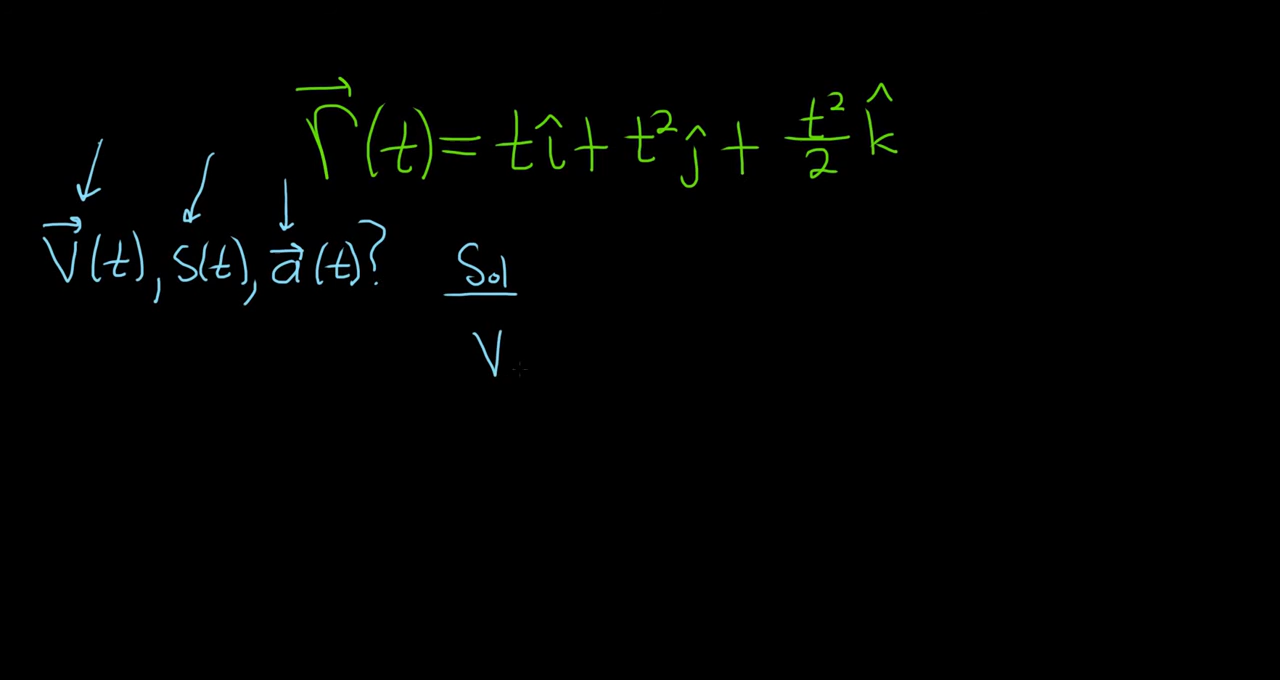 r⃗(t) = t î + t² ĵ + t²/2 k̂
v⃗(t), s(t), a⃗(t)?
Sol
V